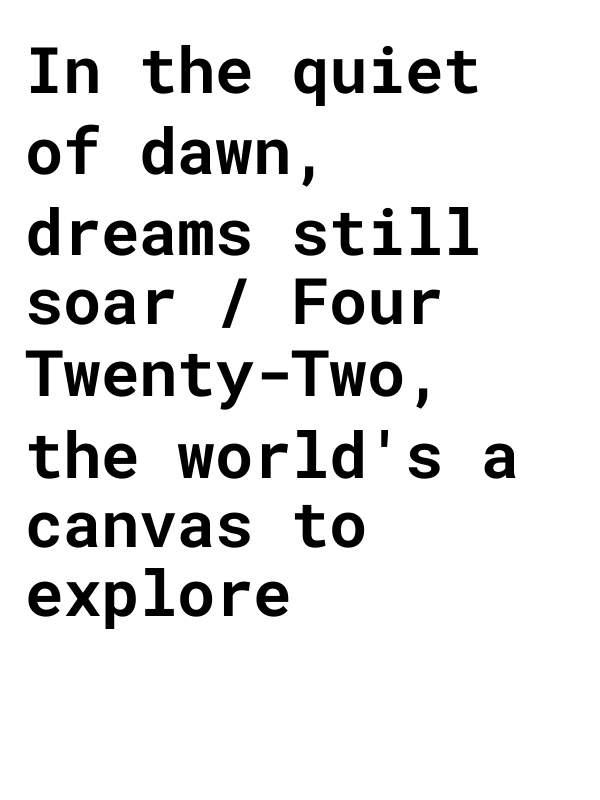 In the quiet
of dawn,
dreams still
soar / Four
Twenty-Two,
the world's a
canvas to
explore